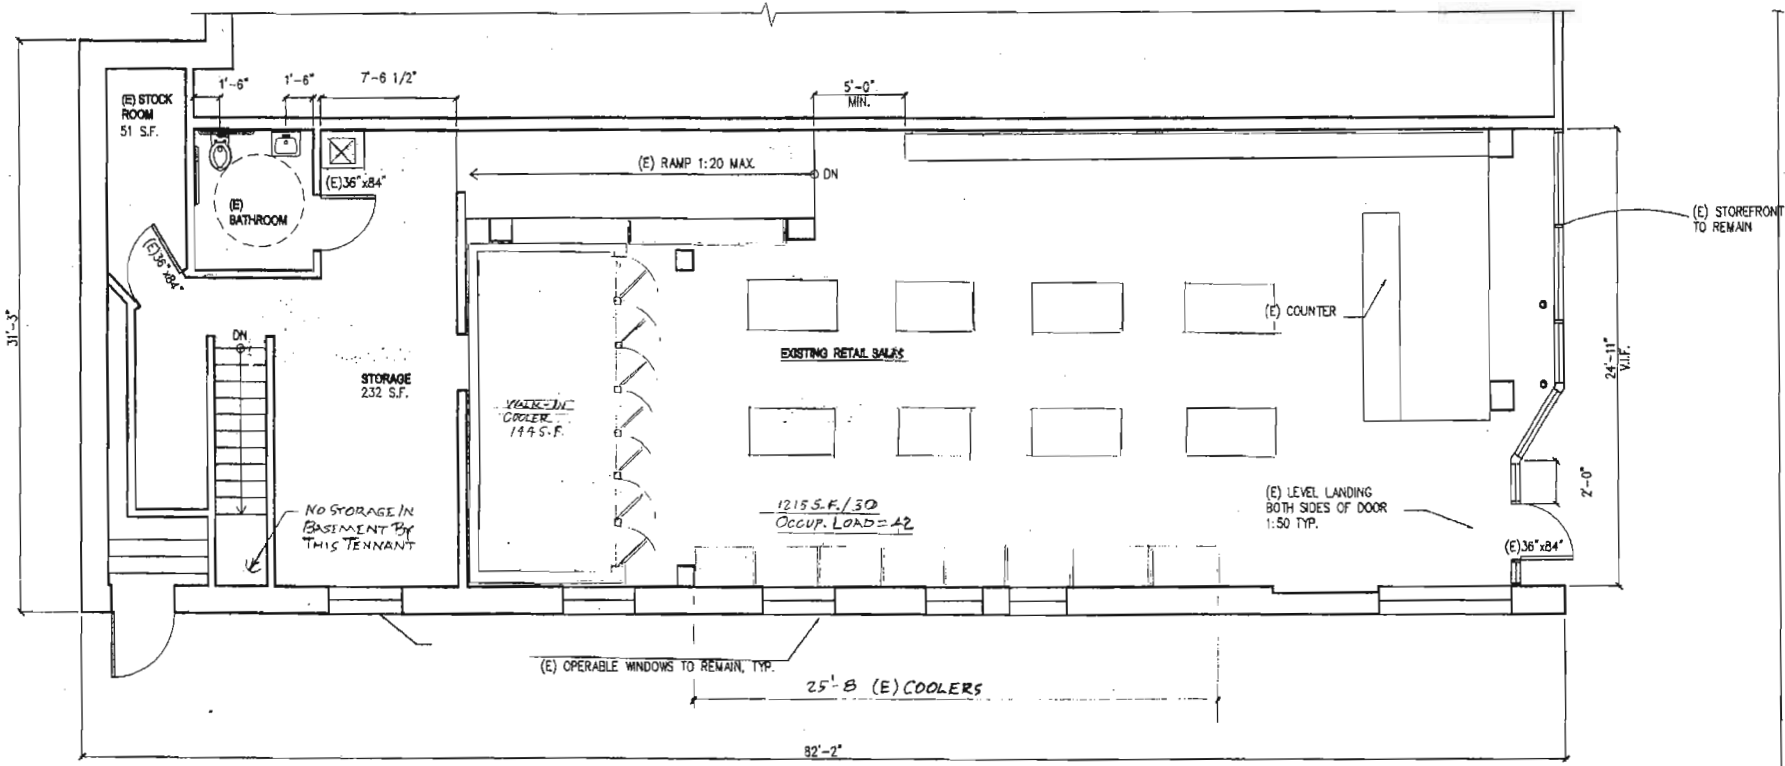 1'-6"
1'-6"
7'-6 1/2"
5'-0"
MIN.
(E) STOCK
ROOM
51 S.F.
(E) RAMP 1:20 MAX.
DN
(E)36"x84"
(E)
BATHROOM
(E) STOREFRONT
TO REMAIN
(E)36"x84"
31'-3"
DN
(E) COUNTER
EXISTING RETAIL SALES
24'-11"
V.I.F.
STORAGE
232 S.F.
WALK-IN
COOLER
144 S.F.
2'-0"
(E) LEVEL LANDING
BOTH SIDES OF DOOR
1:50 TYP.
NO STORAGE IN
BASEMENT BY
THIS TENNANT
1215 S.F./30
OCCUP. LOAD = 42
(E)36"x84"
(E) OPERABLE WINDOWS TO REMAIN, TYP.
25'-8 (E) COOLERS
82'-2"